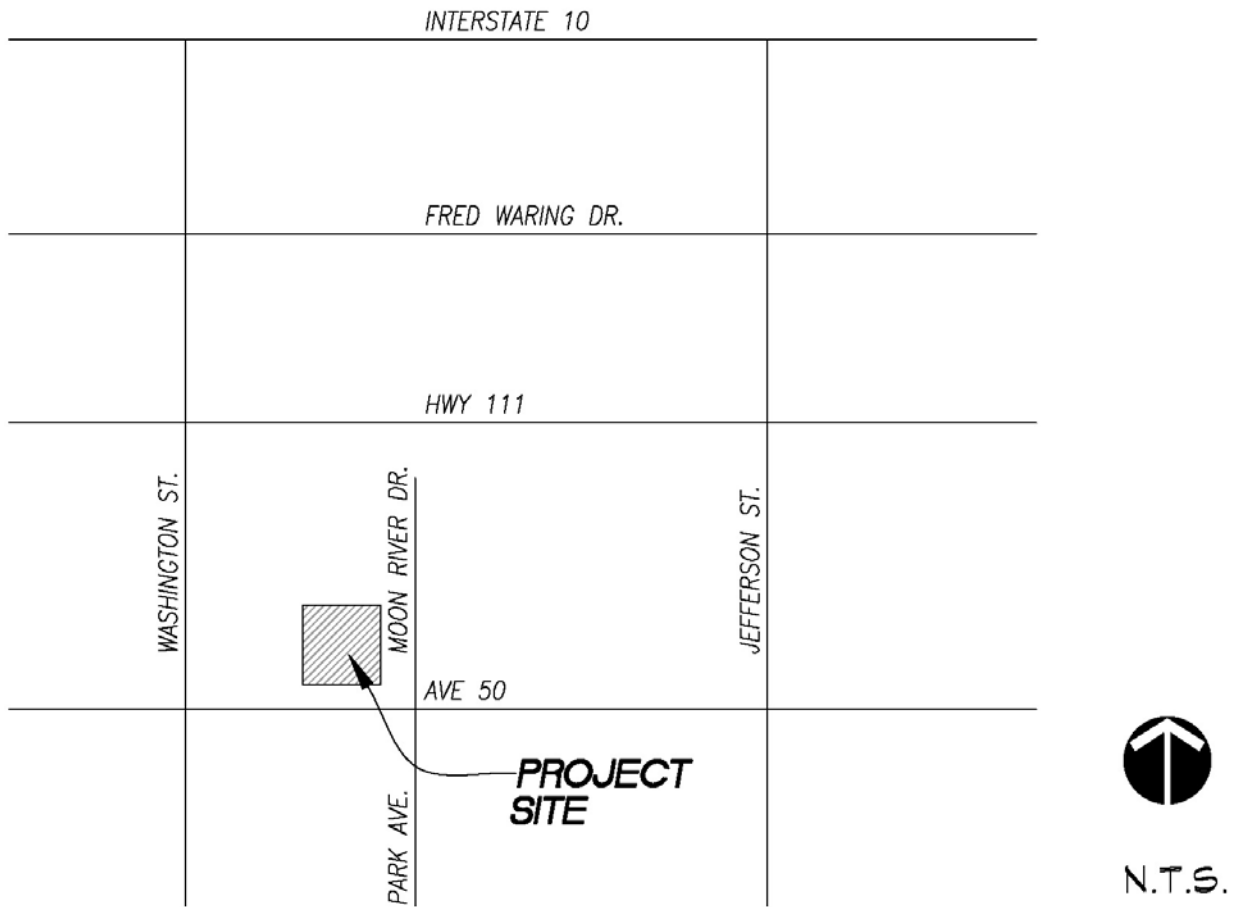 INTERSTATE 10
FRED WARING DR.
HWY 111
WASHINGTON ST.
MOON RIVER DR.
JEFFERSON ST.
AVE 50
PROJECT
SITE
PARK AVE.
N.T.S.